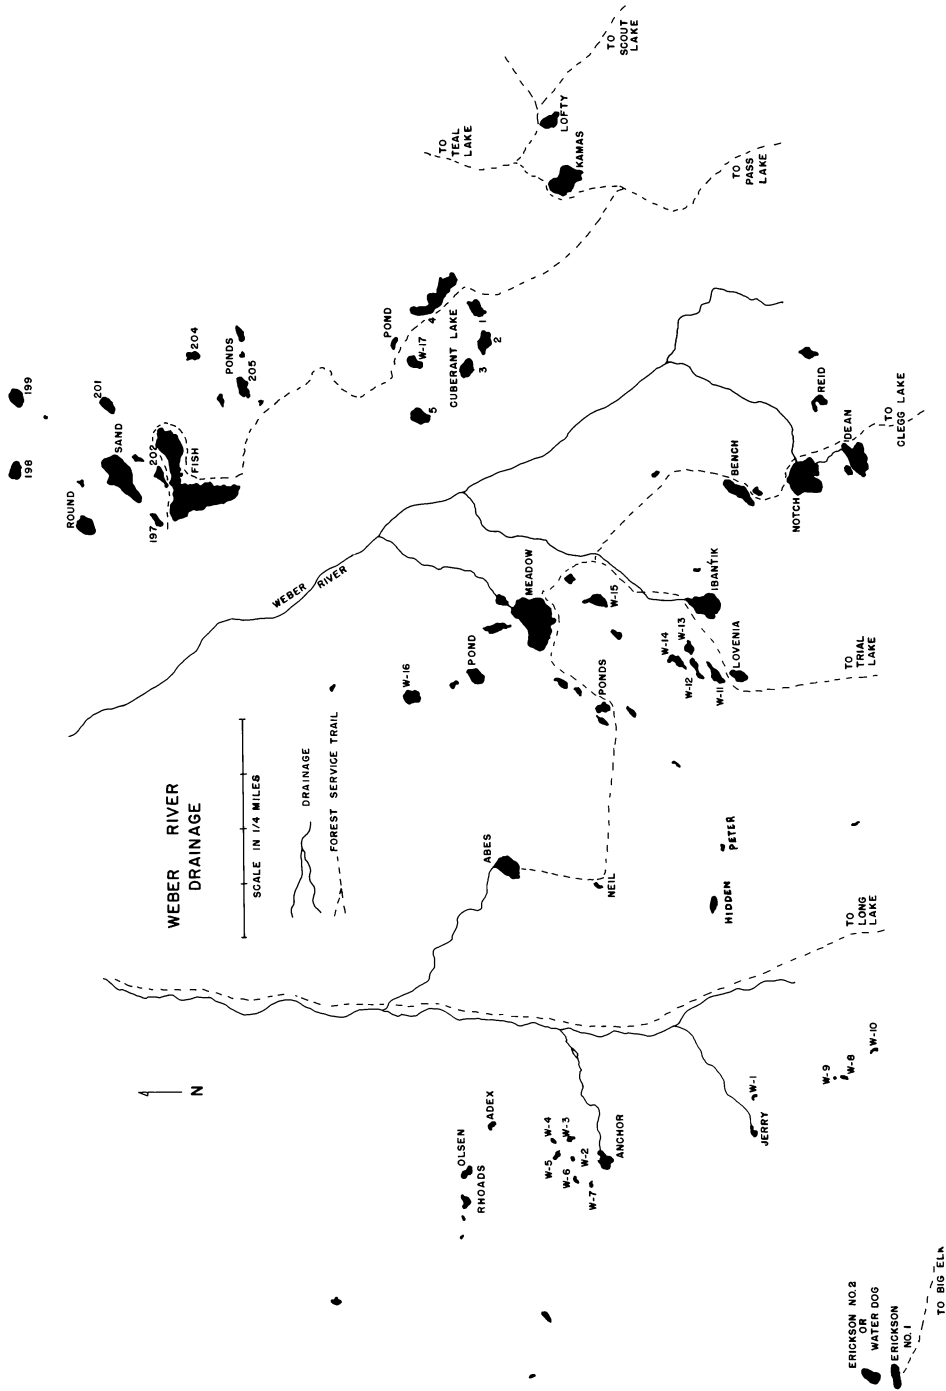 WEBER RIVER
DRAINAGE
SCALE IN 1/4 MILES
DRAINAGE
FOREST SERVICE TRAIL
N
WEBER
RIVER
TO
SCOUT
LAKE
LOFTY
KAMAS
TO
TEAL
LAKE
TO
PASS
LAKE
199
198
201
204
PONDS
205
SAND
ROUND
202
FISH
197
POND
W-17
4
CUBERANT LAKE
1
2
3
5
REID
DEAN
TO
CLEGG LAKE
BENCH
NOTCH
MEADOW
W-15
IBANTIK
W-13
W-14
W-12
W-11
LOVENIA
TO
TRIAL
LAKE
POND
W-16
PONDS
ABES
NEIL
PETER
HIDDEN
TO
LONG
LAKE
W-10
W-9
W-8
W-1
JERRY
ADEX
OLSEN
RHOADS
W-4
W-3
W-5
W-2
W-6
W-7
ANCHOR
ERICKSON NO.2
OR
WATER DOG
ERICKSON
NO. 1
TO BIG ELK